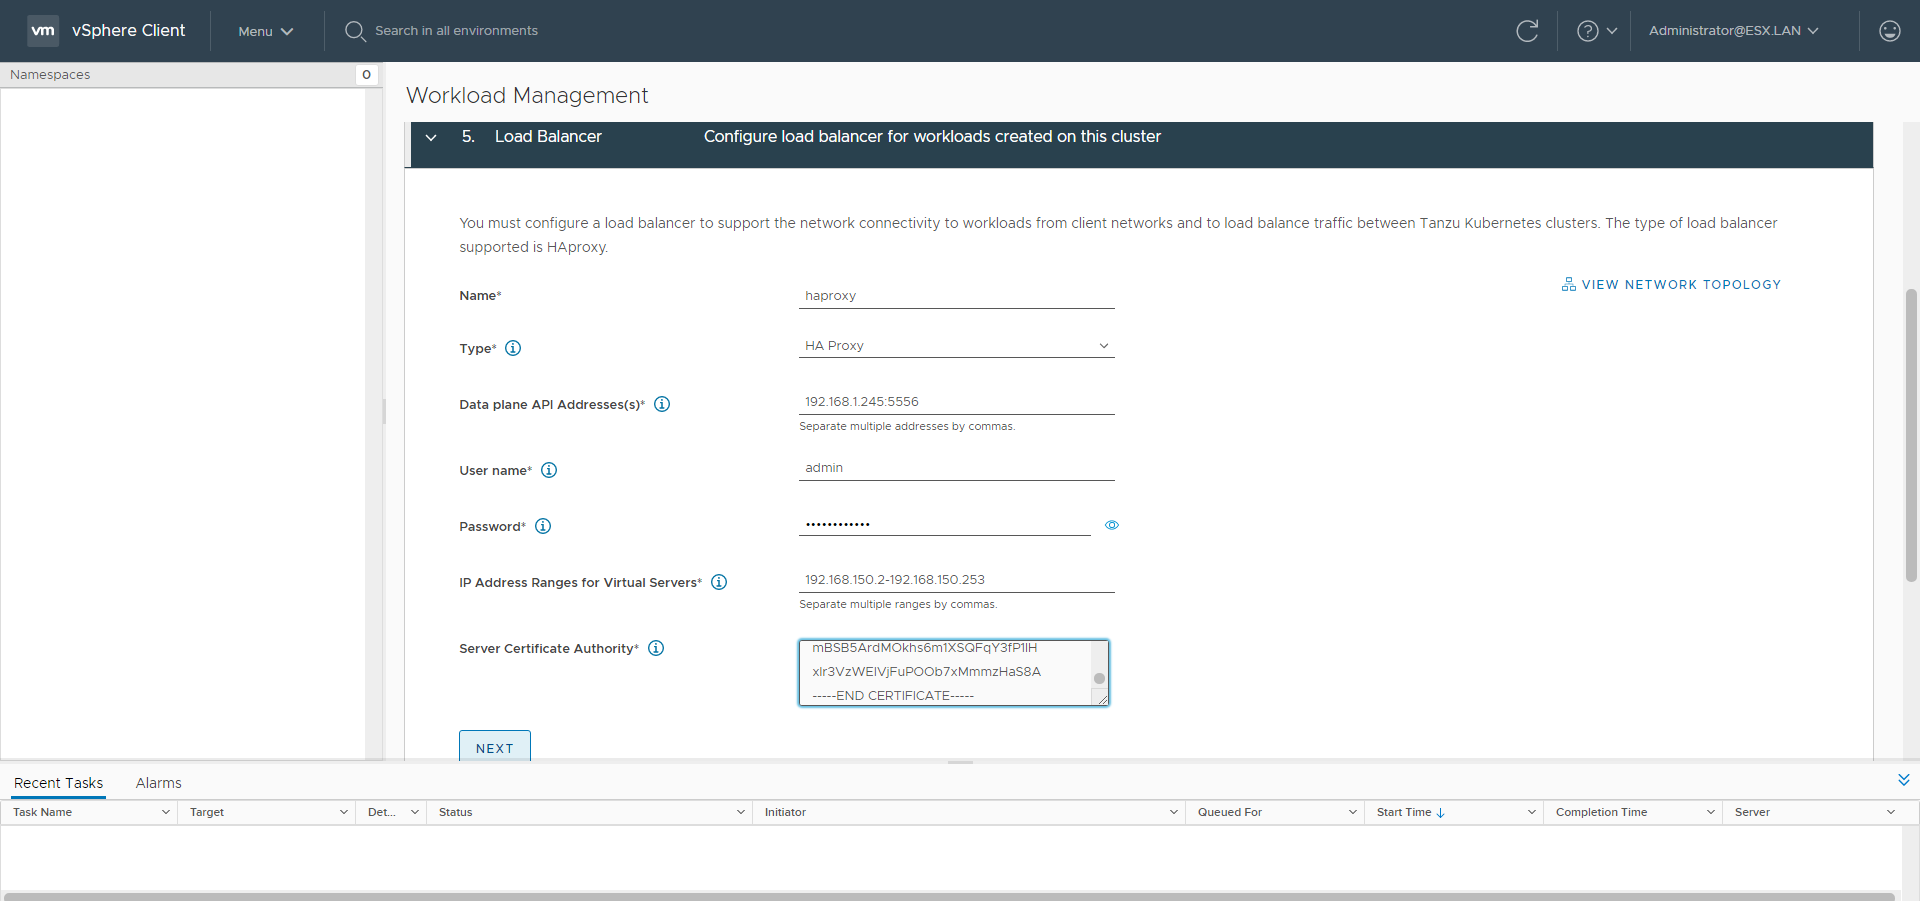 vm vSphere Client Menu Search in all environments ? Administrator@ESX.LAN
Namespaces 0
Workload Management
5. Load Balancer Configure load balancer for workloads created on this cluster
You must configure a load balancer to support the network connectivity to workloads from client networks and to load balance traffic between Tanzu Kubernetes clusters. The type of load balancer
supported is HAproxy.
VIEW NETWORK TOPOLOGY
Name* haproxy
Type* HA Proxy
Data plane API Addresses(s)* 192.168.1.245:5556
Separate multiple addresses by commas.
User name* admin
Password* ••••••••••••
IP Address Ranges for Virtual Servers* 192.168.150.2-192.168.150.253
Separate multiple ranges by commas.
Server Certificate Authority* mBSB5ArdMOkhs6m1XSQFqY3fP1IH
xIr3VzWEIVjFuPOOb7xMmmzHaS8A
-----END CERTIFICATE-----
NEXT
Recent Tasks Alarms
Task Name Target Det... Status Initiator Queued For Start Time Completion Time Server